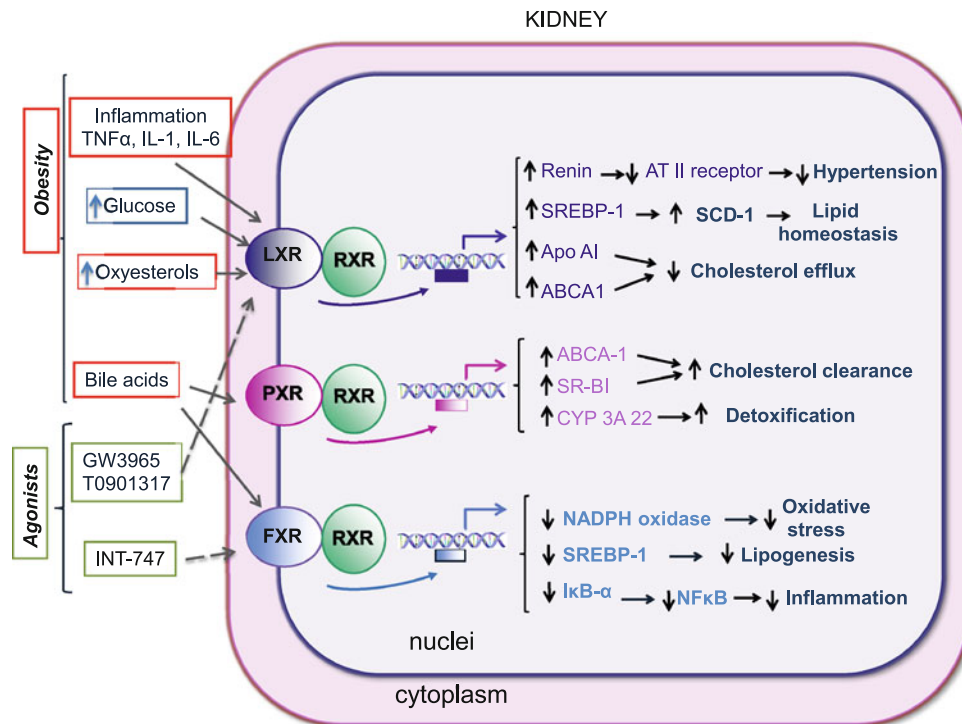 KIDNEY
Obesity
Inflammation
TNFα, IL-1, IL-6
↑Glucose
↑Oxyesterols
Bile acids
Agonists
GW3965
T0901317
INT-747
LXR
RXR
↑ Renin → ↓ AT II receptor → ↓ Hypertension
↑ SREBP-1 → ↑ SCD-1 → Lipid
homeostasis
↑ Apo AI
↓ Cholesterol efflux
↑ ABCA1
PXR
RXR
↑ ABCA-1
↑ Cholesterol clearance
↑ SR-BI
↑ CYP 3A 22 → ↑ Detoxification
FXR
RXR
↓ NADPH oxidase → ↓ Oxidative
stress
↓ SREBP-1 → ↓ Lipogenesis
↓ IκB-α → ↓ NFκB → ↓ Inflammation
nuclei
cytoplasm